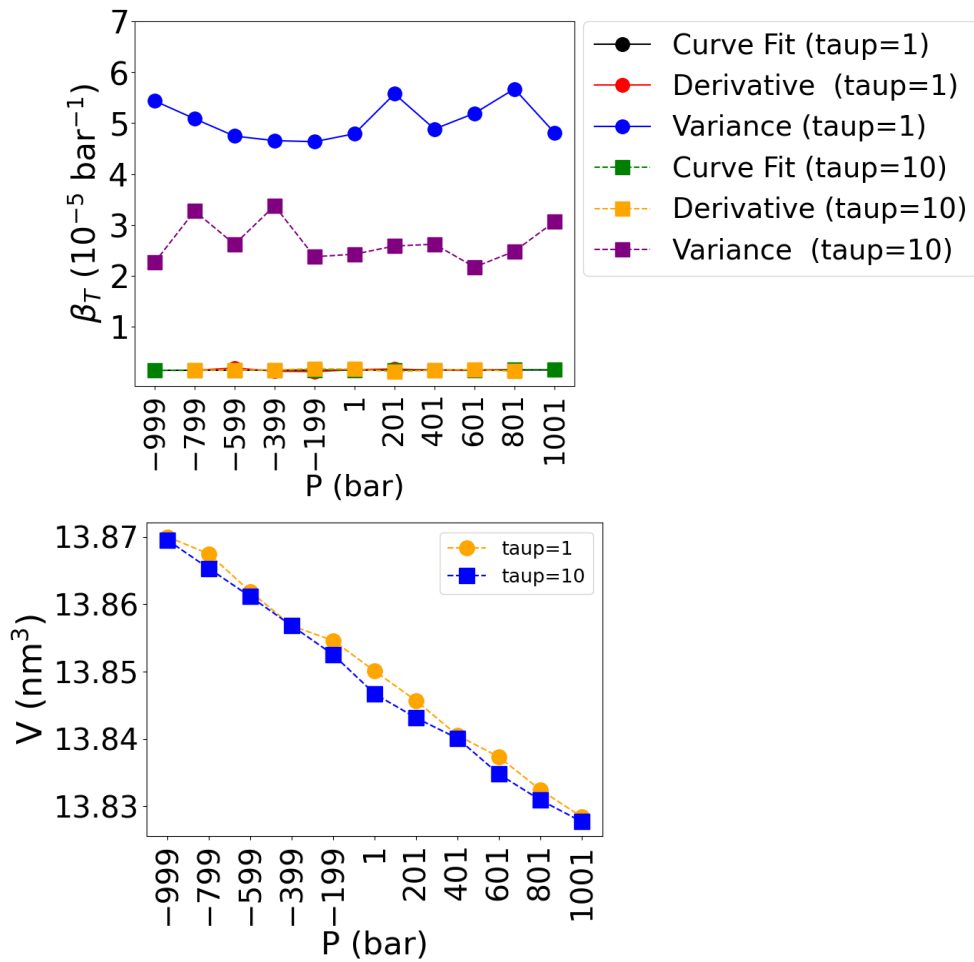 7
6
5
4
3
2
1
β_T (10⁻⁵ bar⁻¹)
−999
−799
−599
−399
−199
1
201
401
601
801
1001
P (bar)
Curve Fit (taup=1)
Derivative (taup=1)
Variance (taup=1)
Curve Fit (taup=10)
Derivative (taup=10)
Variance (taup=10)
13.87
13.86
13.85
13.84
13.83
V (nm³)
taup=1
taup=10
−999
−799
−599
−399
−199
1
201
401
601
801
1001
P (bar)